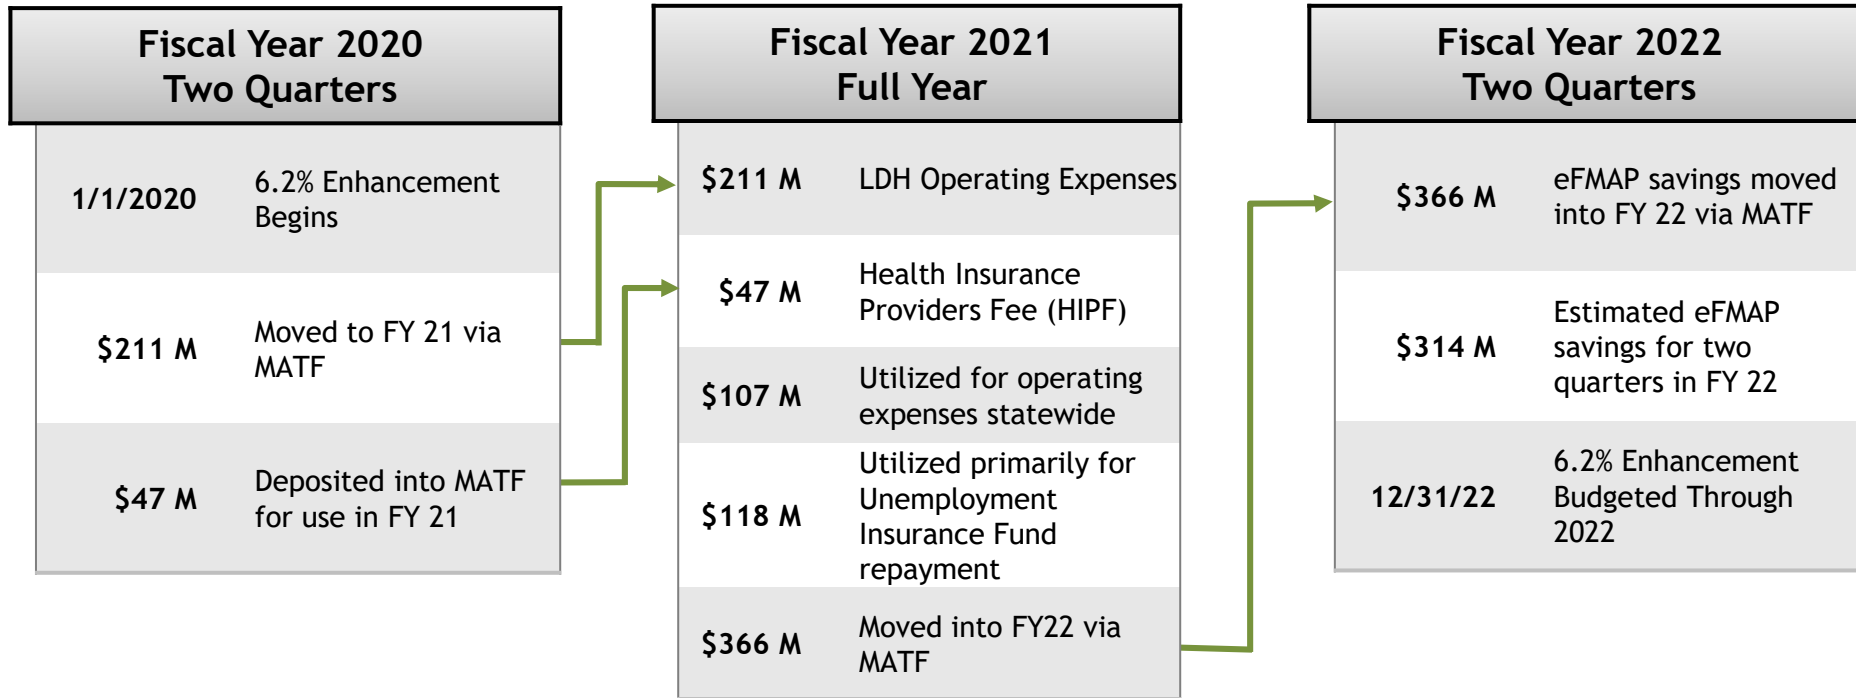 Fiscal Year 2020
Two Quarters
1/1/2020
6.2% Enhancement
Begins
$211 M
Moved to FY 21 via
MATF
$47 M
Deposited into MATF
for use in FY 21
Fiscal Year 2021
Full Year
$211 M
LDH Operating Expenses
$47 M
Health Insurance
Providers Fee (HIPF)
$107 M
Utilized for operating
expenses statewide
$118 M
Utilized primarily for
Unemployment
Insurance Fund
repayment
$366 M
Moved into FY22 via
MATF
Fiscal Year 2022
Two Quarters
$366 M
eFMAP savings moved
into FY 22 via MATF
$314 M
Estimated eFMAP
savings for two
quarters in FY 22
12/31/22
6.2% Enhancement
Budgeted Through
2022